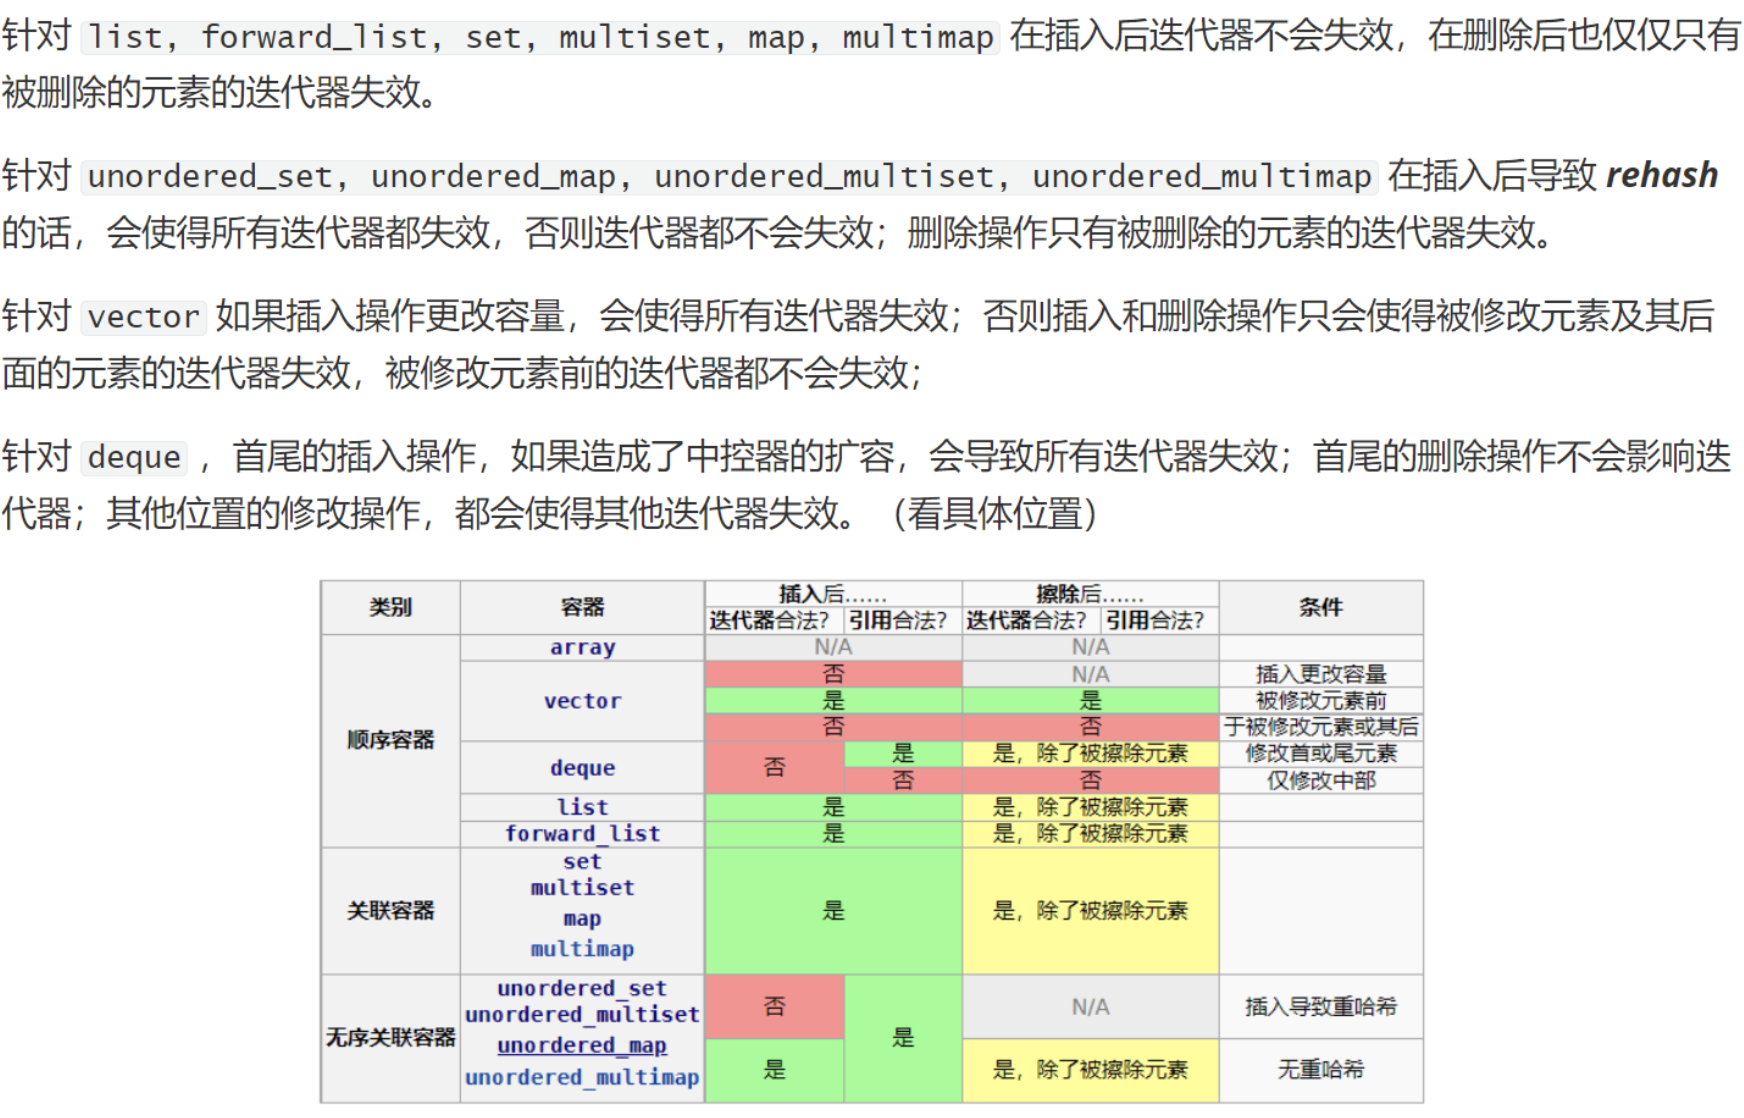 针对 list, forward_list, set, multiset, map, multimap 在插入后迭代器不会失效，在删除后也仅仅只有
被删除的元素的迭代器失效。
针对 unordered_set, unordered_map, unordered_multiset, unordered_multimap 在插入后导致 rehash
的话，会使得所有迭代器都失效，否则迭代器都不会失效；删除操作只有被删除的元素的迭代器失效。
针对 vector 如果插入操作更改容量，会使得所有迭代器失效；否则插入和删除操作只会使得被修改元素及其后
面的元素的迭代器失效，被修改元素前的迭代器都不会失效；
针对 deque ，首尾的插入操作，如果造成了中控器的扩容，会导致所有迭代器失效；首尾的删除操作不会影响迭
代器；其他位置的修改操作，都会使得其他迭代器失效。（看具体位置）
类别 容器 插入后…… 擦除后…… 条件
迭代器合法? 引用合法? 迭代器合法? 引用合法?
顺序容器 array N/A N/A
vector 否 N/A 插入更改容量
是 是 被修改元素前
否 否 于被修改元素或其后
deque 否 是 是，除了被擦除元素 修改首或尾元素
否 否 仅修改中部
list 是 是，除了被擦除元素
forward_list 是 是，除了被擦除元素
关联容器 set
multiset
map 是 是，除了被擦除元素
multimap
无序关联容器 unordered_set
unordered_multiset 否 是 N/A 插入导致重哈希
unordered_map
unordered_multimap 是 是，除了被擦除元素 无重哈希